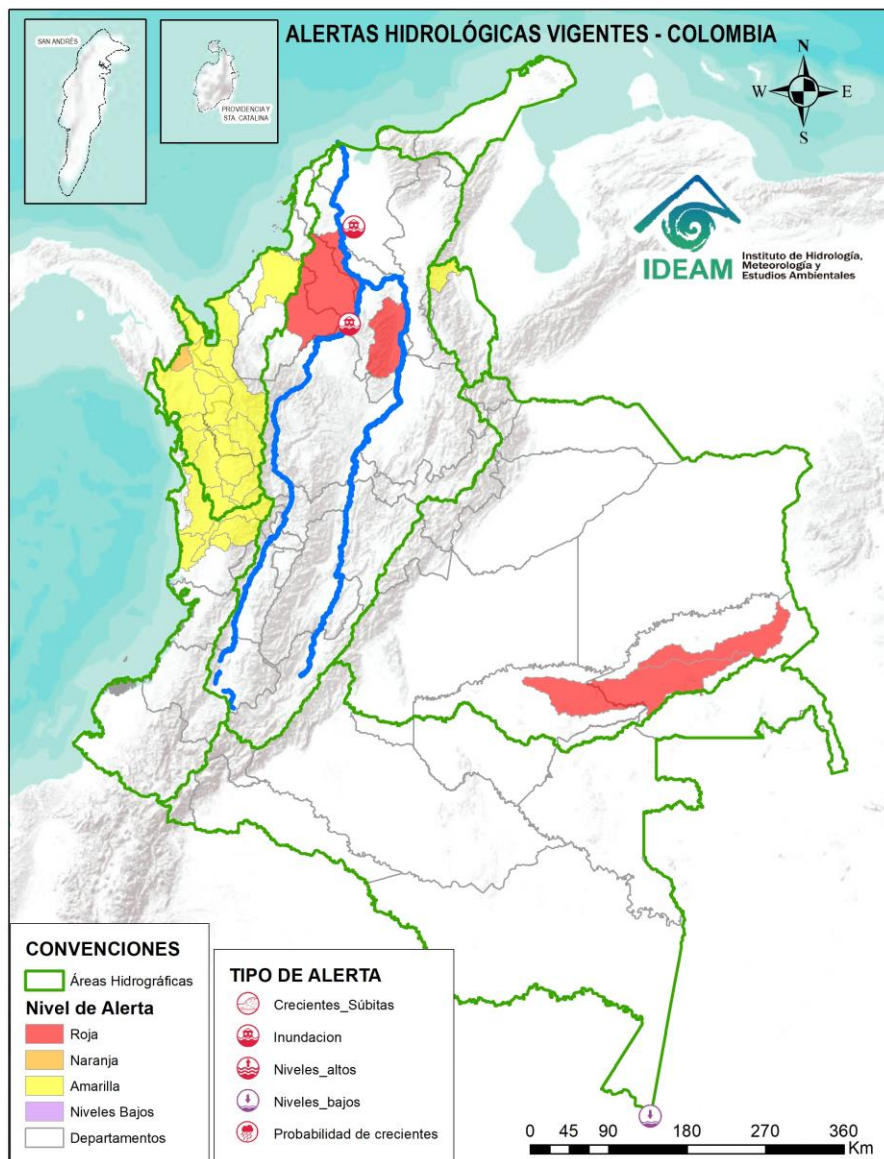 ALERTAS HIDROLÓGICAS VIGENTES - COLOMBIA
SAN ANDRÉS
PROVIDENCIA Y
STA. CATALINA
N
W
E
S
IDEAM
Instituto de Hidrología,
Meteorología y
Estudios Ambientales
CONVENCIONES
Áreas Hidrográficas
Nivel de Alerta
Roja
Naranja
Amarilla
Niveles Bajos
Departamentos
TIPO DE ALERTA
Crecientes_Súbitas
Inundacion
Niveles_altos
Niveles_bajos
Probabilidad de crecientes
0 45 90 180 270 360
Km